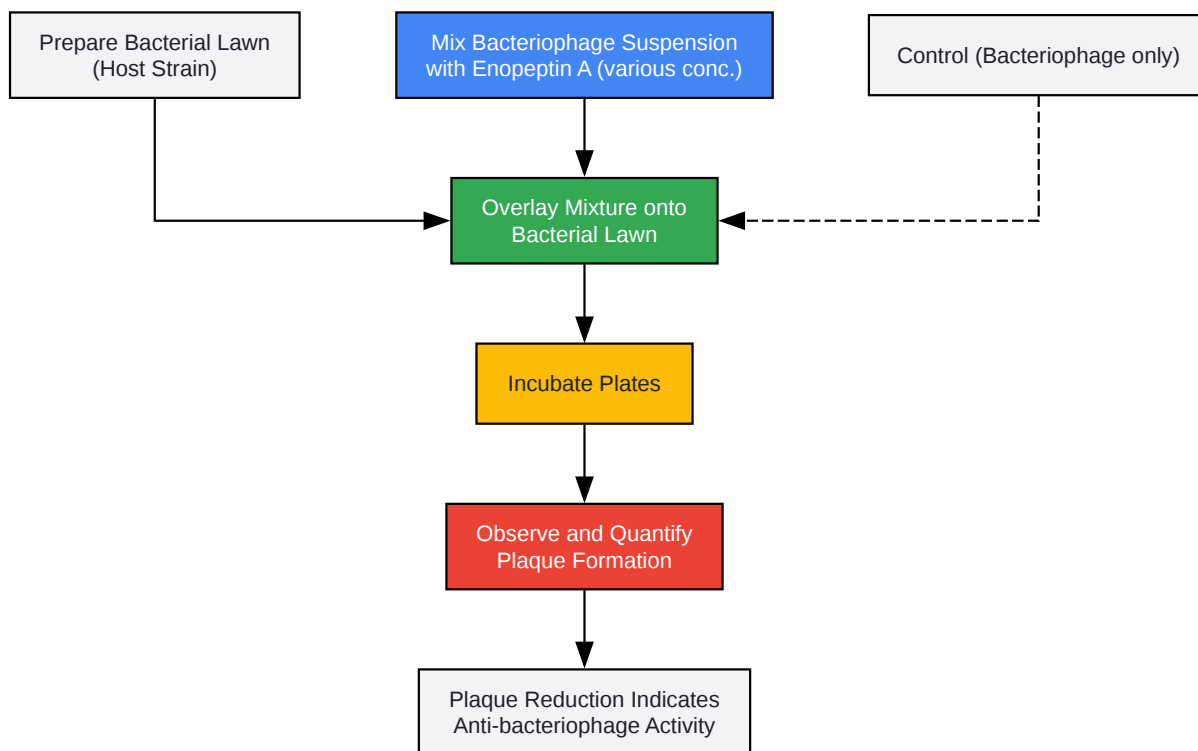 Prepare Bacterial Lawn
(Host Strain)
Mix Bacteriophage Suspension
with Enopeptin A (various conc.)
Control (Bacteriophage only)
Overlay Mixture onto
Bacterial Lawn
Incubate Plates
Observe and Quantify
Plaque Formation
Plaque Reduction Indicates
Anti-bacteriophage Activity